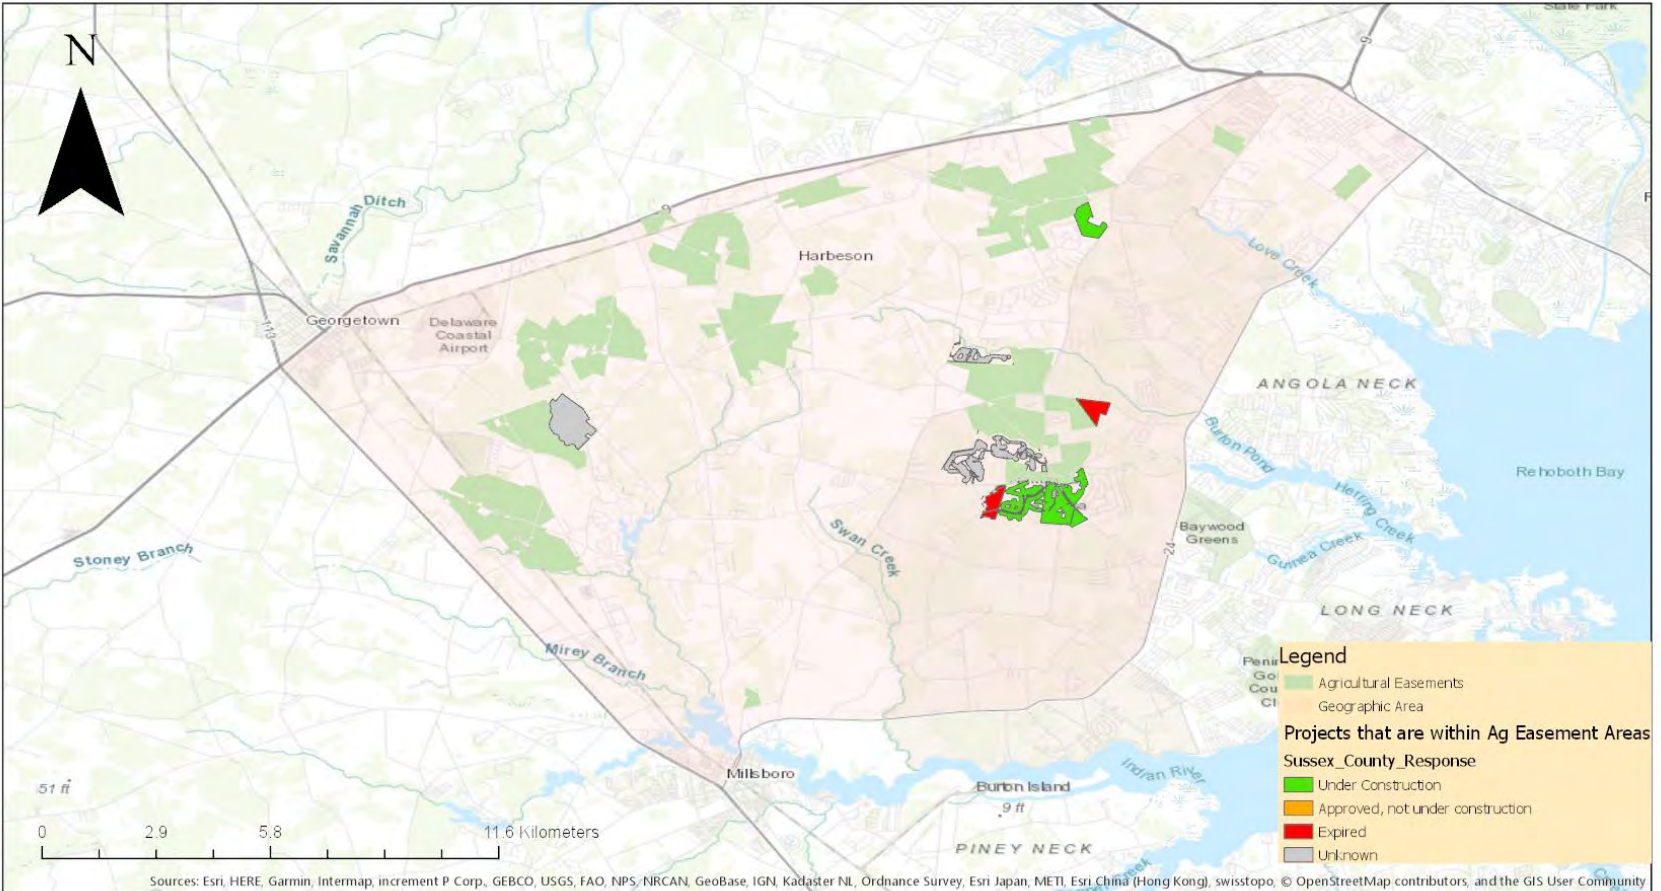 State Park
N
9
Savannah Ditch
9
Harbeson
Love Creek
Georgetown
Delaware
Coastal
Airport
113
ANGOLA NECK
Burton Pond
Rehoboth Bay
Herring Creek
Baywood
Greens
Guinea Creek
24
Swan Creek
Stoney Branch
LONG NECK
Mirey Branch
Millsboro
Indian River
Burton Island
9 ft
51 ft
PINEY NECK
0 2.9 5.8 11.6 Kilometers
Legend
Agricultural Easements
Geographic Area
Projects that are within Ag Easement Areas
Sussex_County_Response
Under Construction
Approved, not under construction
Expired
Unknown
Sources: Esri, HERE, Garmin, Intermap, increment P Corp., GEBCO, USGS, FAO, NPS, NRCAN, GeoBase, IGN, Kadaster NL, Ordnance Survey, Esri Japan, METI, Esri China (Hong Kong), swisstopo, © OpenStreetMap contributors, and the GIS User Community